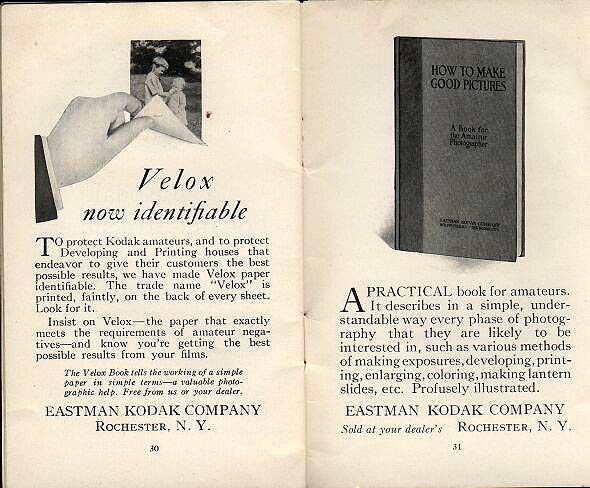 Velox
now identifiable
TO protect Kodak amateurs, and to protect
Developing and Printing houses that
endeavor to give their customers the best
possible results, we have made Velox paper
identifiable. The trade name "Velox" is
printed, faintly, on the back of every sheet.
Look for it.
Insist on Velox—the paper that exactly
meets the requirements of amateur nega-
tives—and know you're getting the best
possible results from your films.
The Velox Book tells the working of a simple
paper in simple terms—a valuable photo-
graphic help. Free from us or your dealer.
EASTMAN KODAK COMPANY
ROCHESTER, N. Y.
30
HOW TO MAKE
GOOD PICTURES
A Book for
the Amateur
Photographer
EASTMAN KODAK COMPANY
A PRACTICAL book for amateurs.
It describes in a simple, under-
standable way every phase of photog-
raphy that they are likely to be
interested in, such as various methods
of making exposures, developing, print-
ing, enlarging, coloring, making lantern
slides, etc. Profusely illustrated.
EASTMAN KODAK COMPANY
Sold at your dealer's ROCHESTER, N. Y.
31